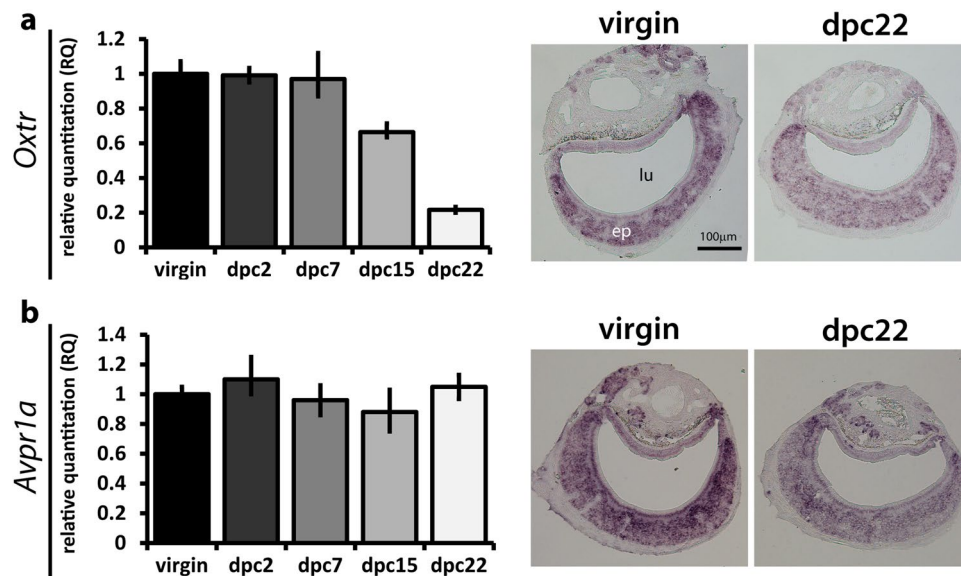 a
Oxtr
relative quantitation (RQ)
1.2
1
0.8
0.6
0.4
0.2
0
virgin dpc2 dpc7 dpc15 dpc22
virgin dpc22
lu
ep
100µm
b
Avpr1a
relative quantitation (RQ)
1.4
1.2
1
0.8
0.6
0.4
0.2
0
virgin dpc2 dpc7 dpc15 dpc22
virgin dpc22